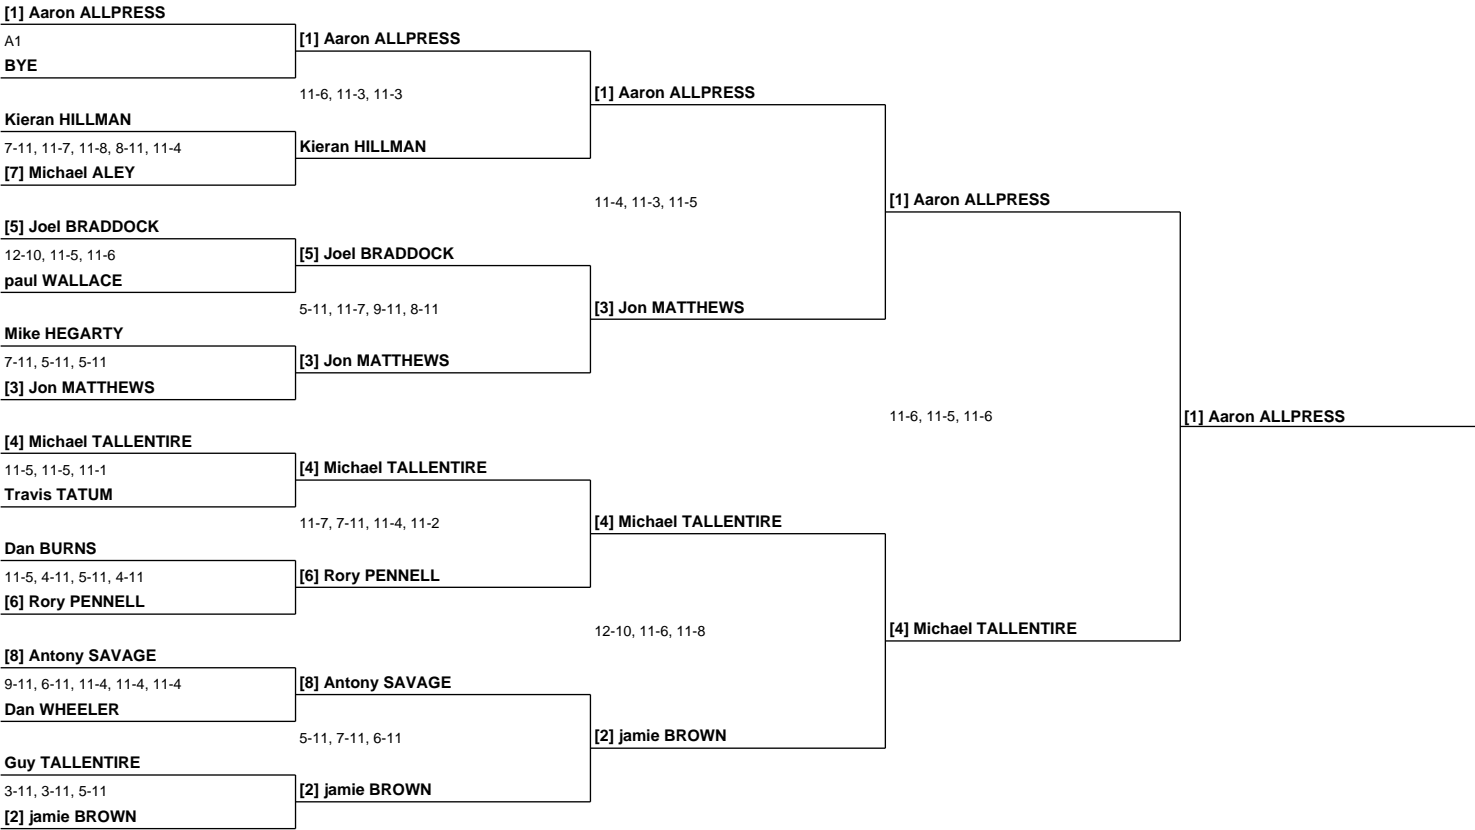 [1] Aaron ALLPRESS
A1
BYE
Kieran HILLMAN
7-11, 11-7, 11-8, 8-11, 11-4
[7] Michael ALEY
[5] Joel BRADDOCK
12-10, 11-5, 11-6
paul WALLACE
Mike HEGARTY
7-11, 5-11, 5-11
[3] Jon MATTHEWS
[4] Michael TALLENTIRE
11-5, 11-5, 11-1
Travis TATUM
Dan BURNS
11-5, 4-11, 5-11, 4-11
[6] Rory PENNELL
[8] Antony SAVAGE
9-11, 6-11, 11-4, 11-4, 11-4
Dan WHEELER
Guy TALLENTIRE
3-11, 3-11, 5-11
[2] jamie BROWN
[1] Aaron ALLPRESS
11-6, 11-3, 11-3
Kieran HILLMAN
[5] Joel BRADDOCK
5-11, 11-7, 9-11, 8-11
[3] Jon MATTHEWS
[4] Michael TALLENTIRE
11-7, 7-11, 11-4, 11-2
[6] Rory PENNELL
[8] Antony SAVAGE
5-11, 7-11, 6-11
[2] jamie BROWN
[1] Aaron ALLPRESS
11-4, 11-3, 11-5
[3] Jon MATTHEWS
[4] Michael TALLENTIRE
12-10, 11-6, 11-8
[2] jamie BROWN
[1] Aaron ALLPRESS
11-6, 11-5, 11-6
[4] Michael TALLENTIRE
[1] Aaron ALLPRESS